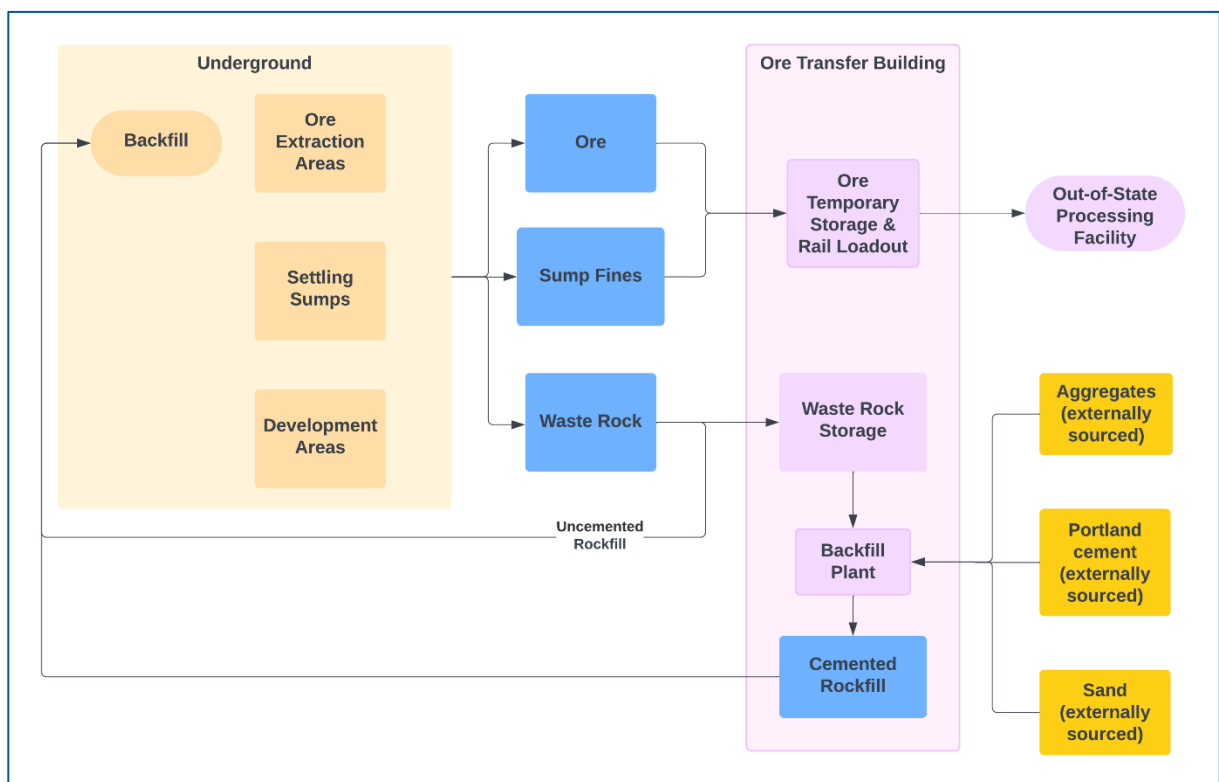 Underground
Ore Transfer Building
Backfill
Ore
Extraction
Areas
Ore
Ore
Temporary
Storage &
Rail Loadout
Out-of-State
Processing
Facility
Settling
Sumps
Sump Fines
Development
Areas
Waste Rock
Waste Rock
Storage
Aggregates
(externally
sourced)
Uncemented
Rockfill
Backfill
Plant
Portland
cement
(externally
sourced)
Cemented
Rockfill
Sand
(externally
sourced)